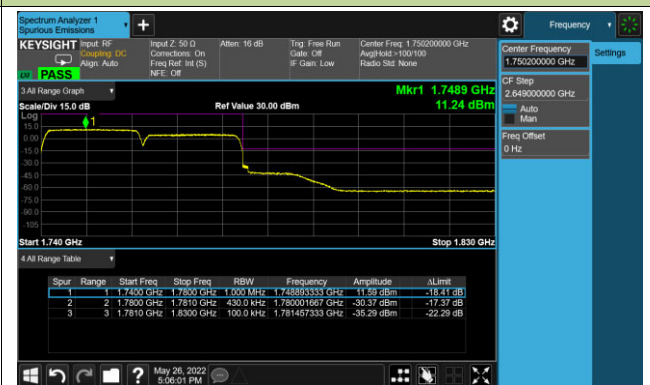 Spectrum Analyzer 1
Spurious Emissions
Frequency
KEYSIGHT
Input: RF
Coupling: DC
Align: Auto
Input Z: 50 Ω
Corrections: On
Freq Ref: Int (S)
NFE: Off
Atten: 16 dB
Trig: Free Run
Gate: Off
IF Gain: Low
Center Freq: 1.750200000 GHz
Avg|Hold:>100/100
Radio Std: None
PASS
Center Frequency
1.750200000 GHz
Settings
CF Step
2.649000000 GHz
Auto
Man
Freq Offset
0 Hz
3 All Range Graph
Mkr1 1.7489 GHz
Scale/Div 15.0 dB
Ref Value 30.00 dBm
11.24 dBm
Log
1
15.0
0.00
-15.0
-30.0
-45.0
-60.0
-75.0
-90.0
-105
Start 1.740 GHz
Stop 1.830 GHz
4 All Range Table
Spur Range Start Freq Stop Freq RBW Frequency Amplitude ΔLimit
1 1 1.7400 GHz 1.7800 GHz 1.000 MHz 1.748893333 GHz 11.59 dBm -18.41 dB
2 2 1.7800 GHz 1.7810 GHz 430.0 kHz 1.780001667 GHz -30.37 dBm -17.37 dB
3 3 1.7810 GHz 1.8300 GHz 100.0 kHz 1.781457333 GHz -35.29 dBm -22.29 dB
?
May 26, 2022
5:06:01 PM